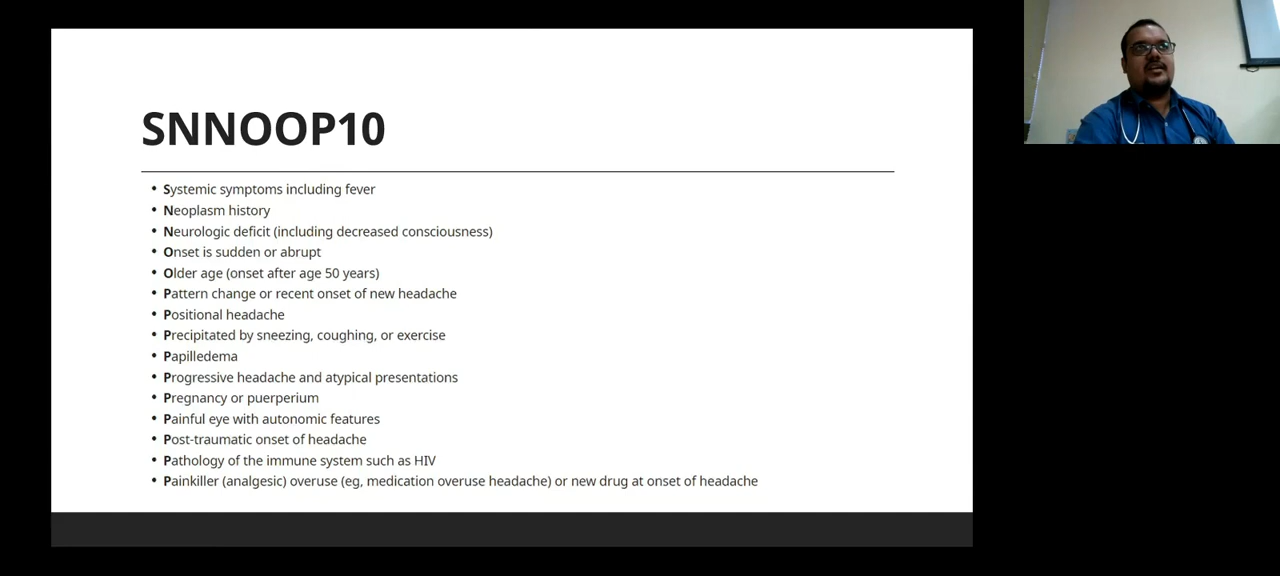 SNNOOP10
• Systemic symptoms including fever
• Neoplasm history
• Neurologic deficit (including decreased consciousness)
• Onset is sudden or abrupt
• Older age (onset after age 50 years)
• Pattern change or recent onset of new headache
• Positional headache
• Precipitated by sneezing, coughing, or exercise
• Papilledema
• Progressive headache and atypical presentations
• Pregnancy or puerperium
• Painful eye with autonomic features
• Post-traumatic onset of headache
• Pathology of the immune system such as HIV
• Painkiller (analgesic) overuse (eg, medication overuse headache) or new drug at onset of headache